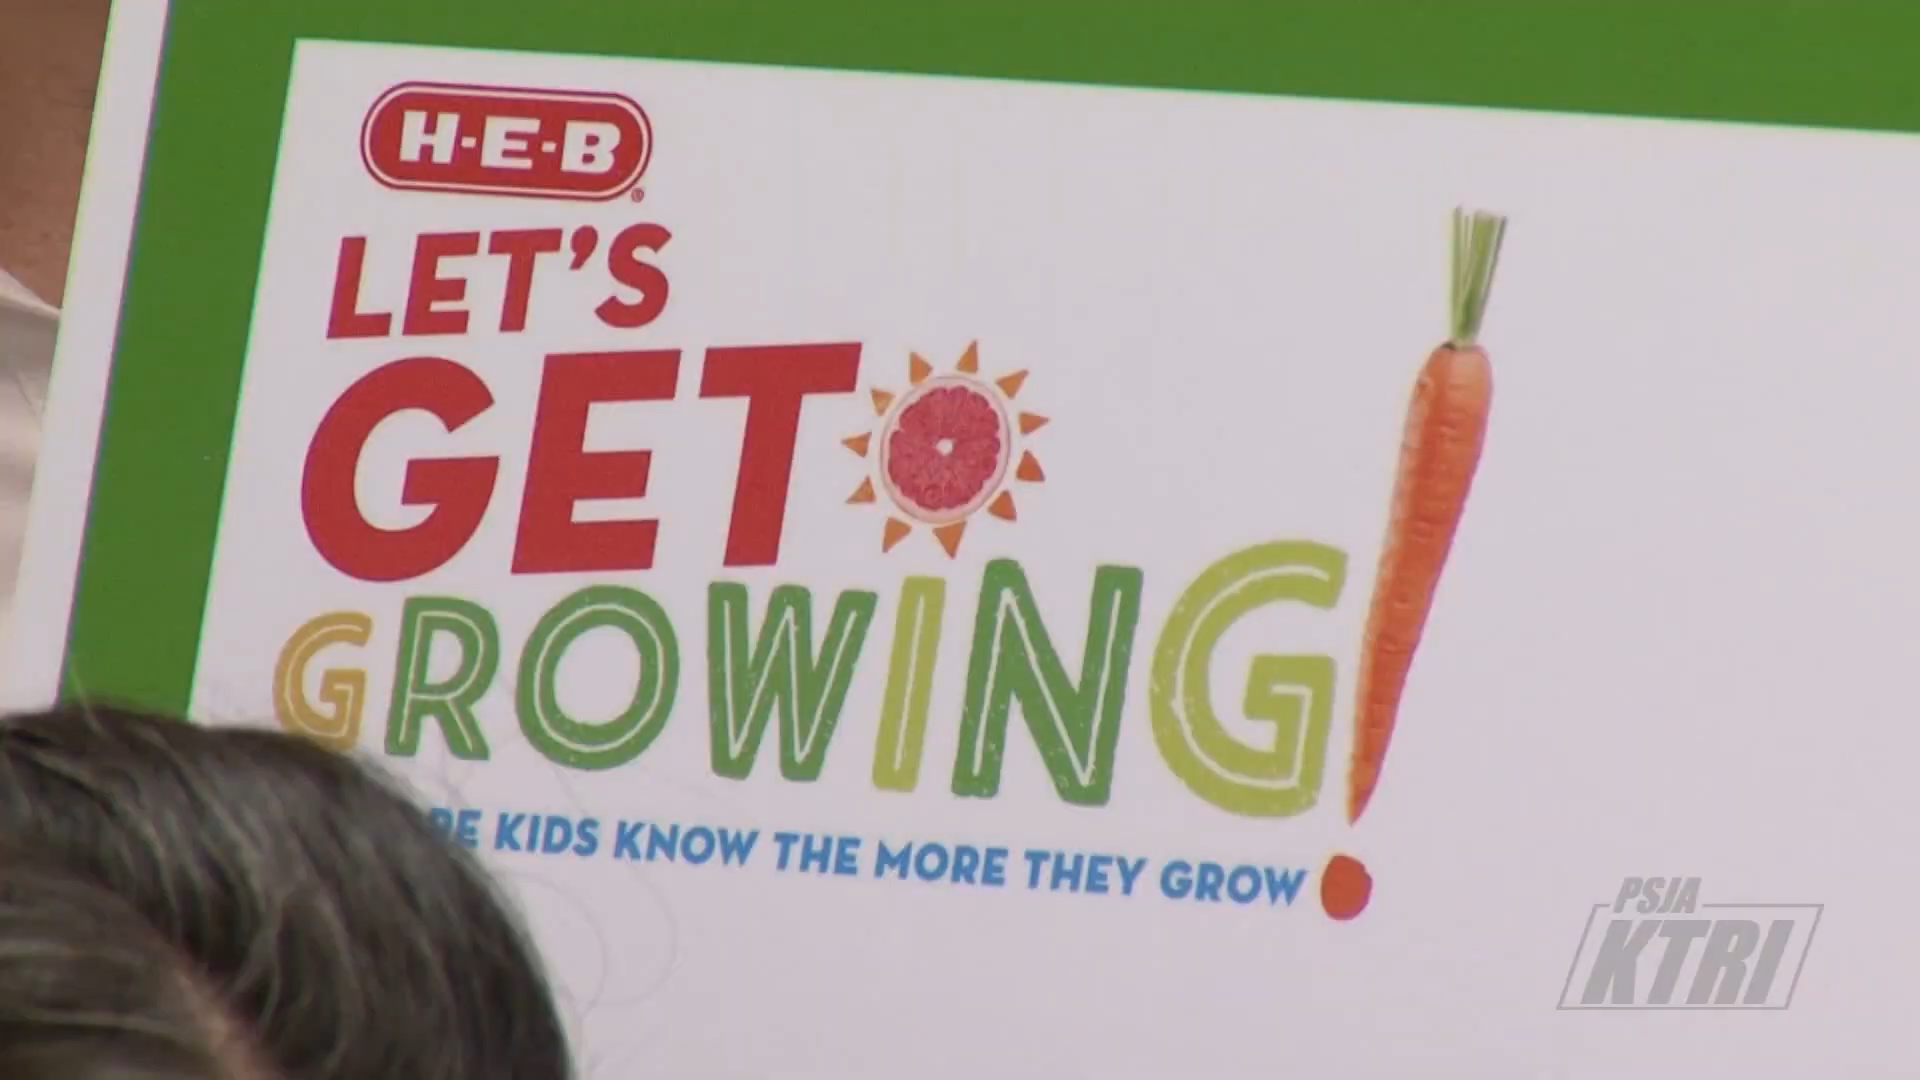 H-E-B®
LET'S
GET
GROWING!
KIDS KNOW THE MORE THEY GROW
PSJA
KTRI